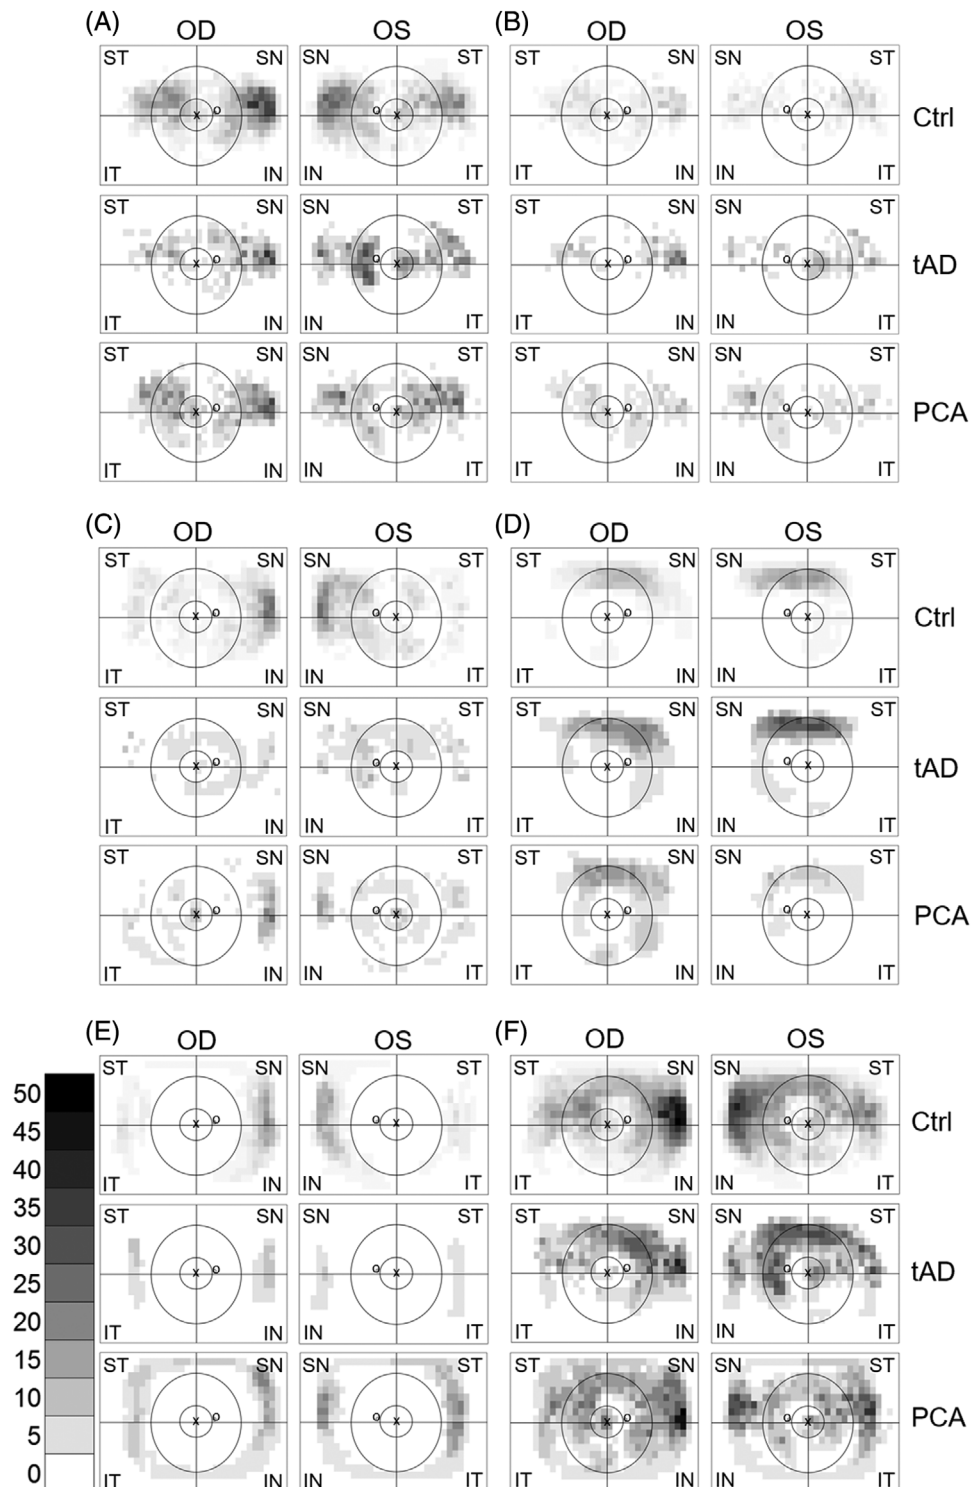 (A) (B)
OD OS OD OS
ST SN SN ST ST SN SN ST
o x o x o x o x Ctrl
IT IN IN IT IT IN IN IT
ST SN SN ST ST SN SN ST
o x o x o x o x tAD
IT IN IN IT IT IN IN IT
ST SN SN ST ST SN SN ST
o x o x o x o x PCA
IT IN IN IT IT IN IN IT
(C) (D)
OD OS OD OS
ST SN SN ST ST SN SN ST
x o o x x o o x Ctrl
IT IN IN IT IT IN IN IT
ST SN SN ST ST SN SN ST
x o o x x o o x tAD
IT IN IN IT IT IN IN IT
ST SN SN ST ST SN SN ST
x o o x x o o x PCA
IT IN IN IT IT IN IN IT
(E) (F)
OD OS OD OS
ST SN SN ST ST SN SN ST
50
x o o x x o o x Ctrl
45
40
IT IN IN IT IT IN IN IT
35
ST SN SN ST ST SN SN ST
30
x o o x x o o x tAD
25
20
IT IN IN IT IT IN IN IT
15
ST SN SN ST ST SN SN ST
10
x o o x x o o x PCA
5
0
IT IN IN IT IT IN IN IT